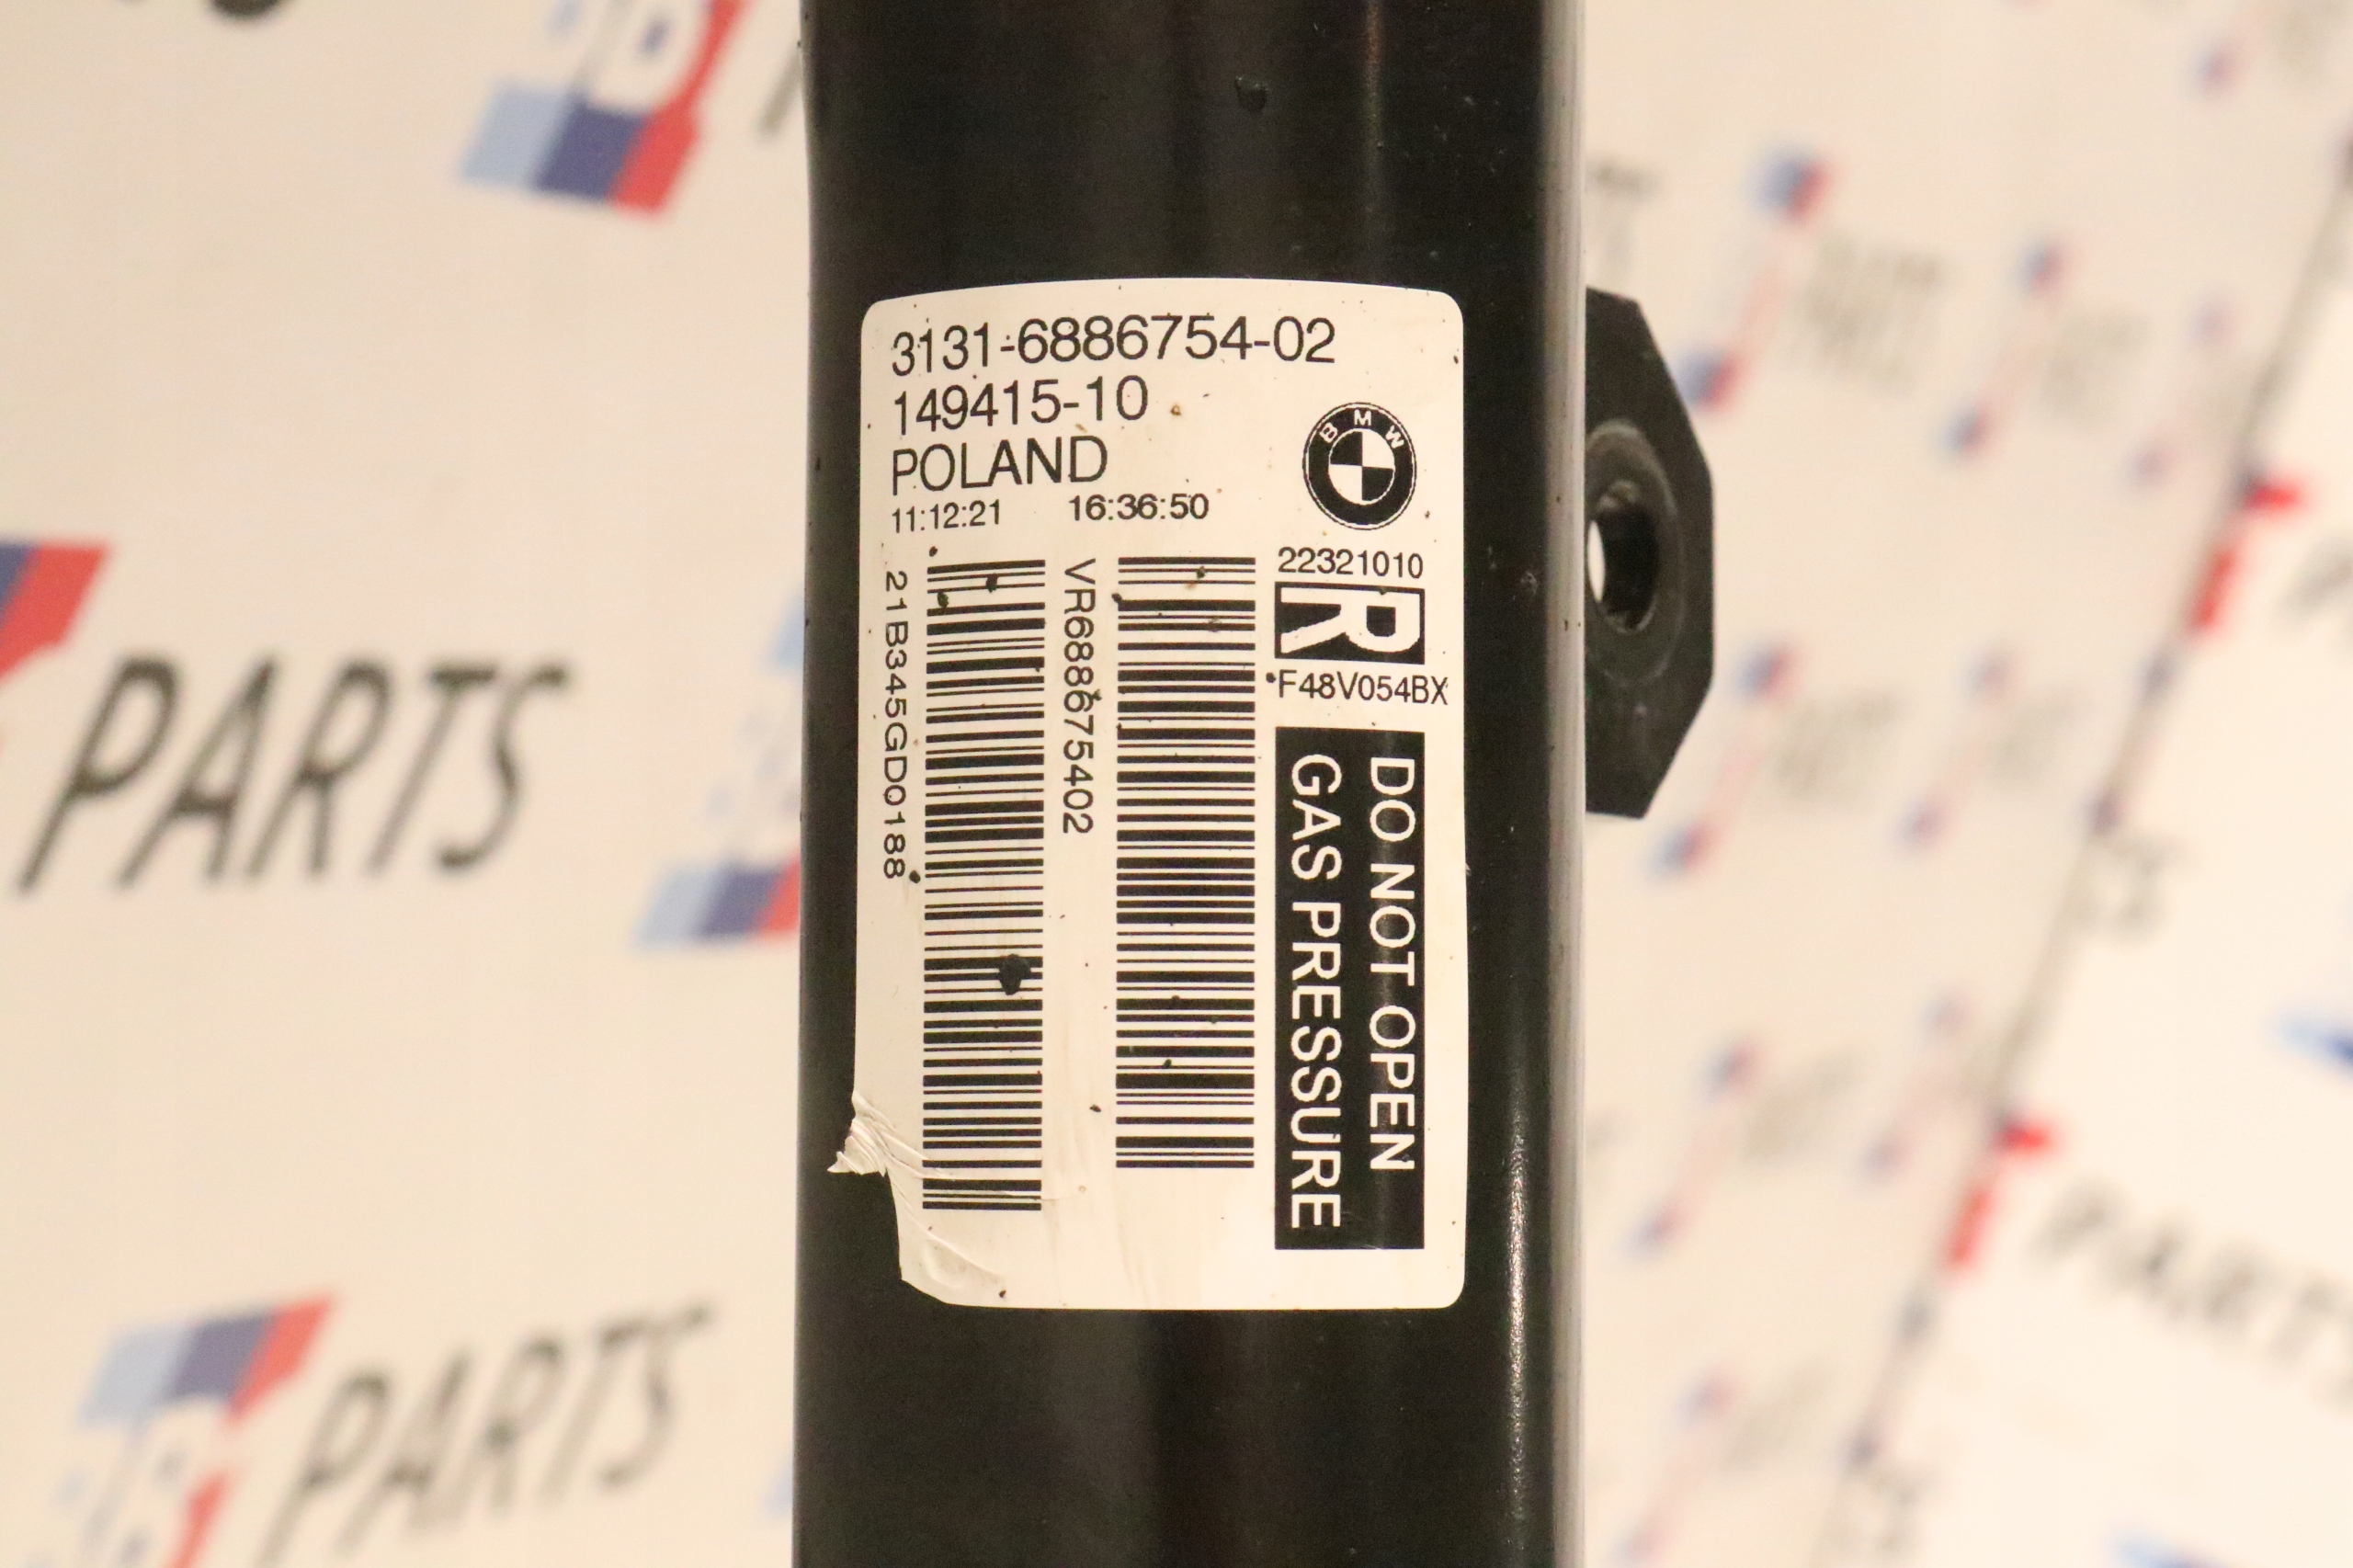 3131-6886754-02
149415-10
POLAND
11:12:21 16:36:50
BMW
22321010
R
F48V054BX
21B345GD0188
VR688675402
DO NOT OPEN
GAS PRESSURE
PARTS
PARTS
PARTS